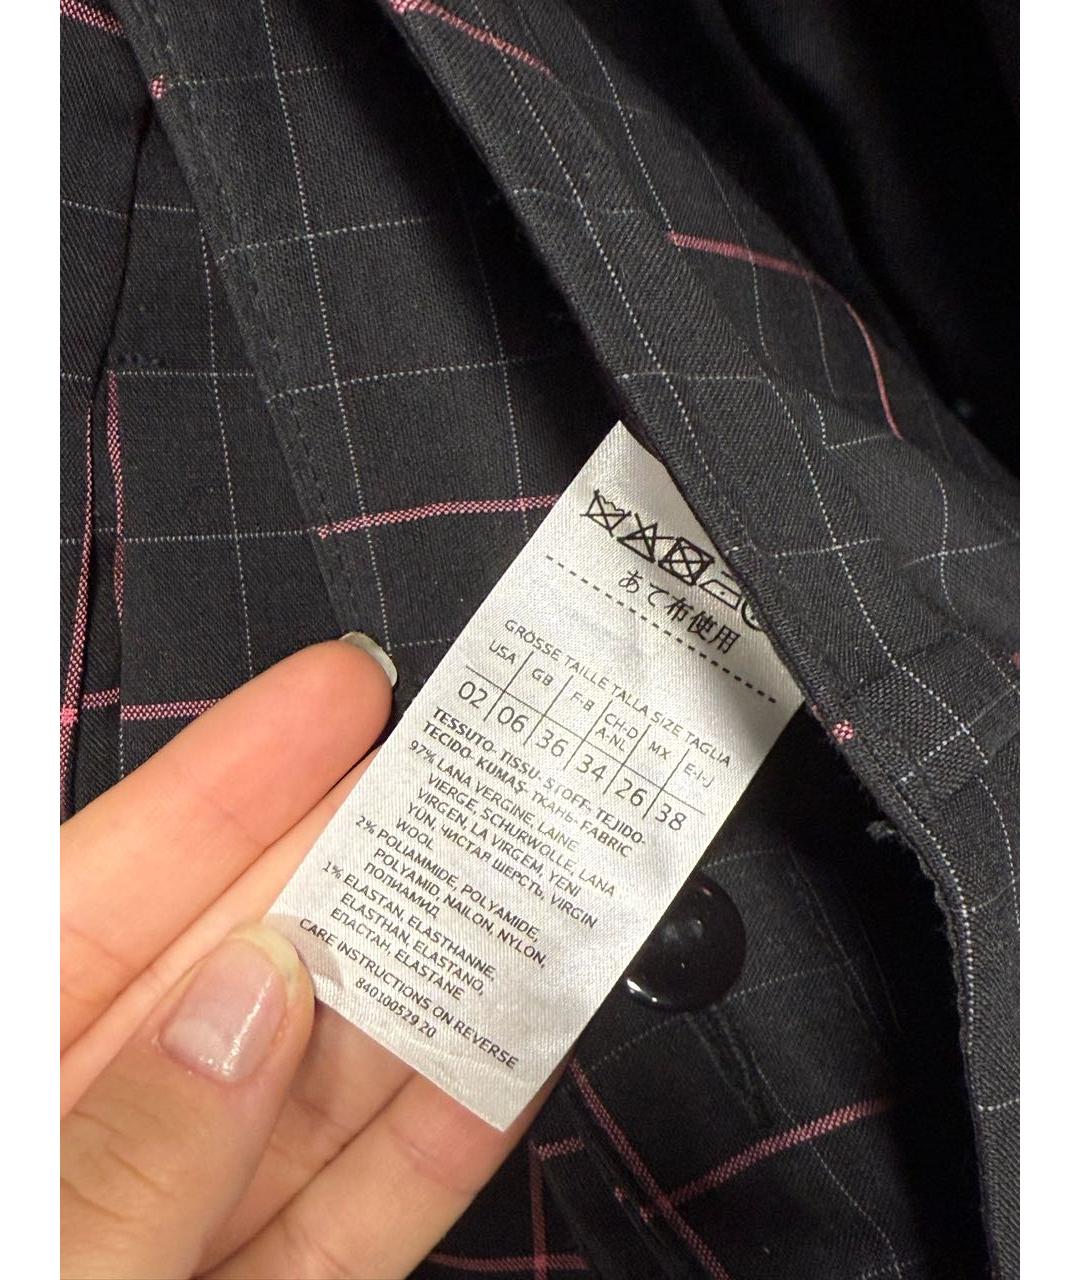 あて布使用
GRÖSSE TAILLE TALLA SIZE TAGLIA
USA GB F-B CH-D A-NL MX E-I-J
02 06 36 34 26 38
TESSUTO- TISSU- STOFF- TEJIDO-
TECIDO- KUMAŞ- ТКАНЬ- FABRIC
97% LANA VERGINE, LAINE
VIERGE, SCHURWOLLE, LANA
VIRGEN, LA VIRGEM, YENI
YÜN, ЧИСТАЯ ШЕРСТЬ, VIRGIN
WOOL
2% POLIAMMIDE, POLYAMIDE,
POLYAMID, NAILON, NYLON,
ПОЛИАМИД
1% ELASTAN, ELASTHANNE,
ELASTHAN, ELASTANO,
ЕПАСТАН, ELASTANE
CARE INSTRUCTIONS ON REVERSE
840100529 20